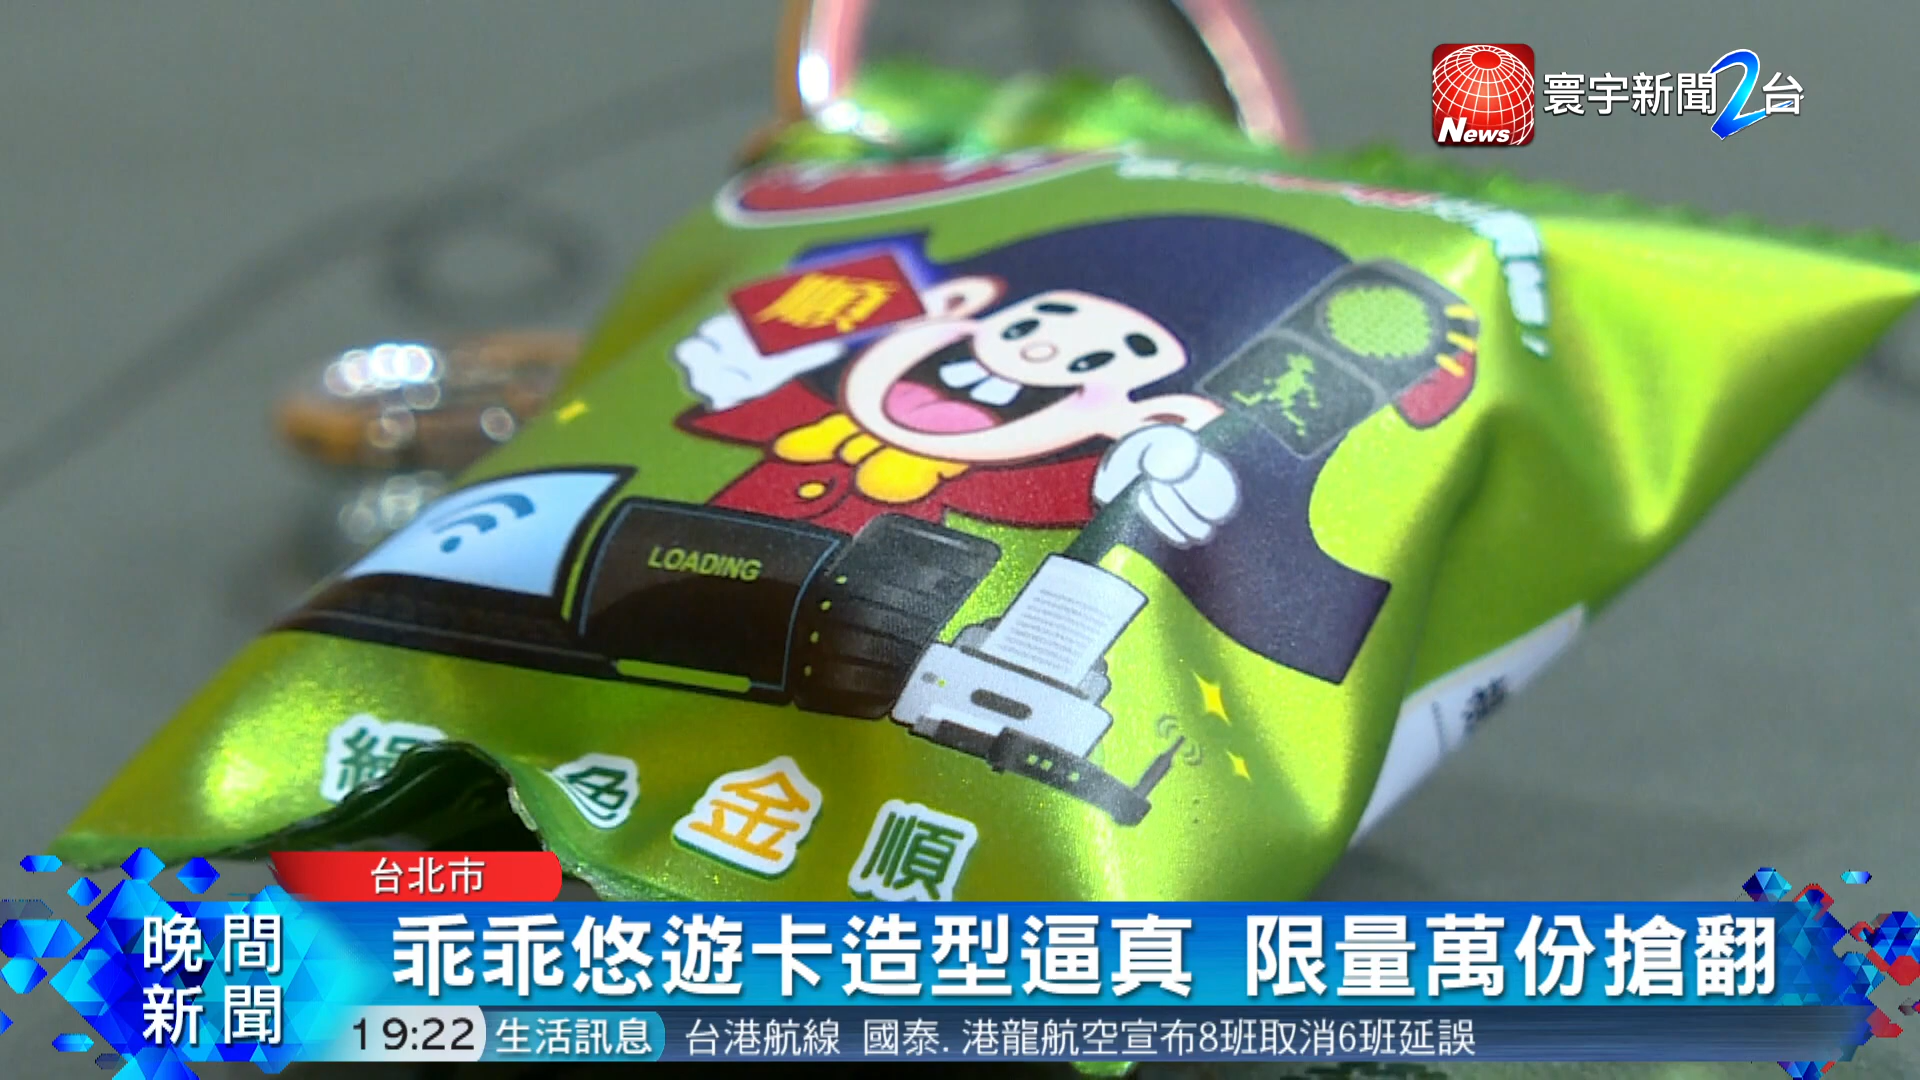 News
寰宇新聞2台
順
LOADING
綠色金順
台北市
晚間新聞
乖乖悠遊卡造型逼真 限量萬份搶翻
19:22 生活訊息 台港航線 國泰.港龍航空宣布8班取消6班延誤